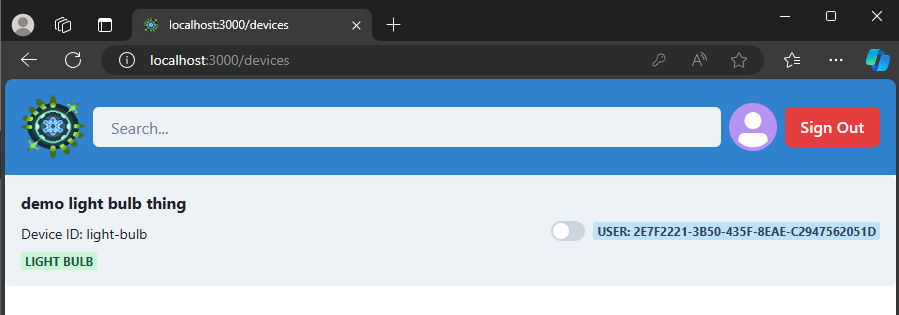 localhost:3000/devices
localhost:3000/devices
Search...
Sign Out
demo light bulb thing
Device ID: light-bulb
USER: 2E7F2221-3B50-435F-8EAE-C2947562051D
LIGHT BULB